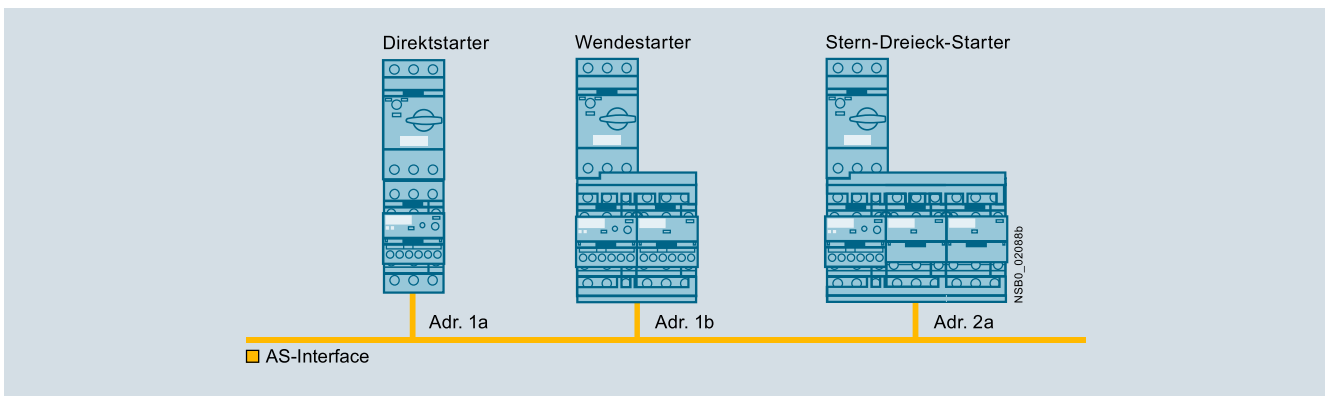 Direktstarter
Wendestarter
Stern-Dreieck-Starter
NSB0_02088b
Adr. 1a
Adr. 1b
Adr. 2a
AS-Interface